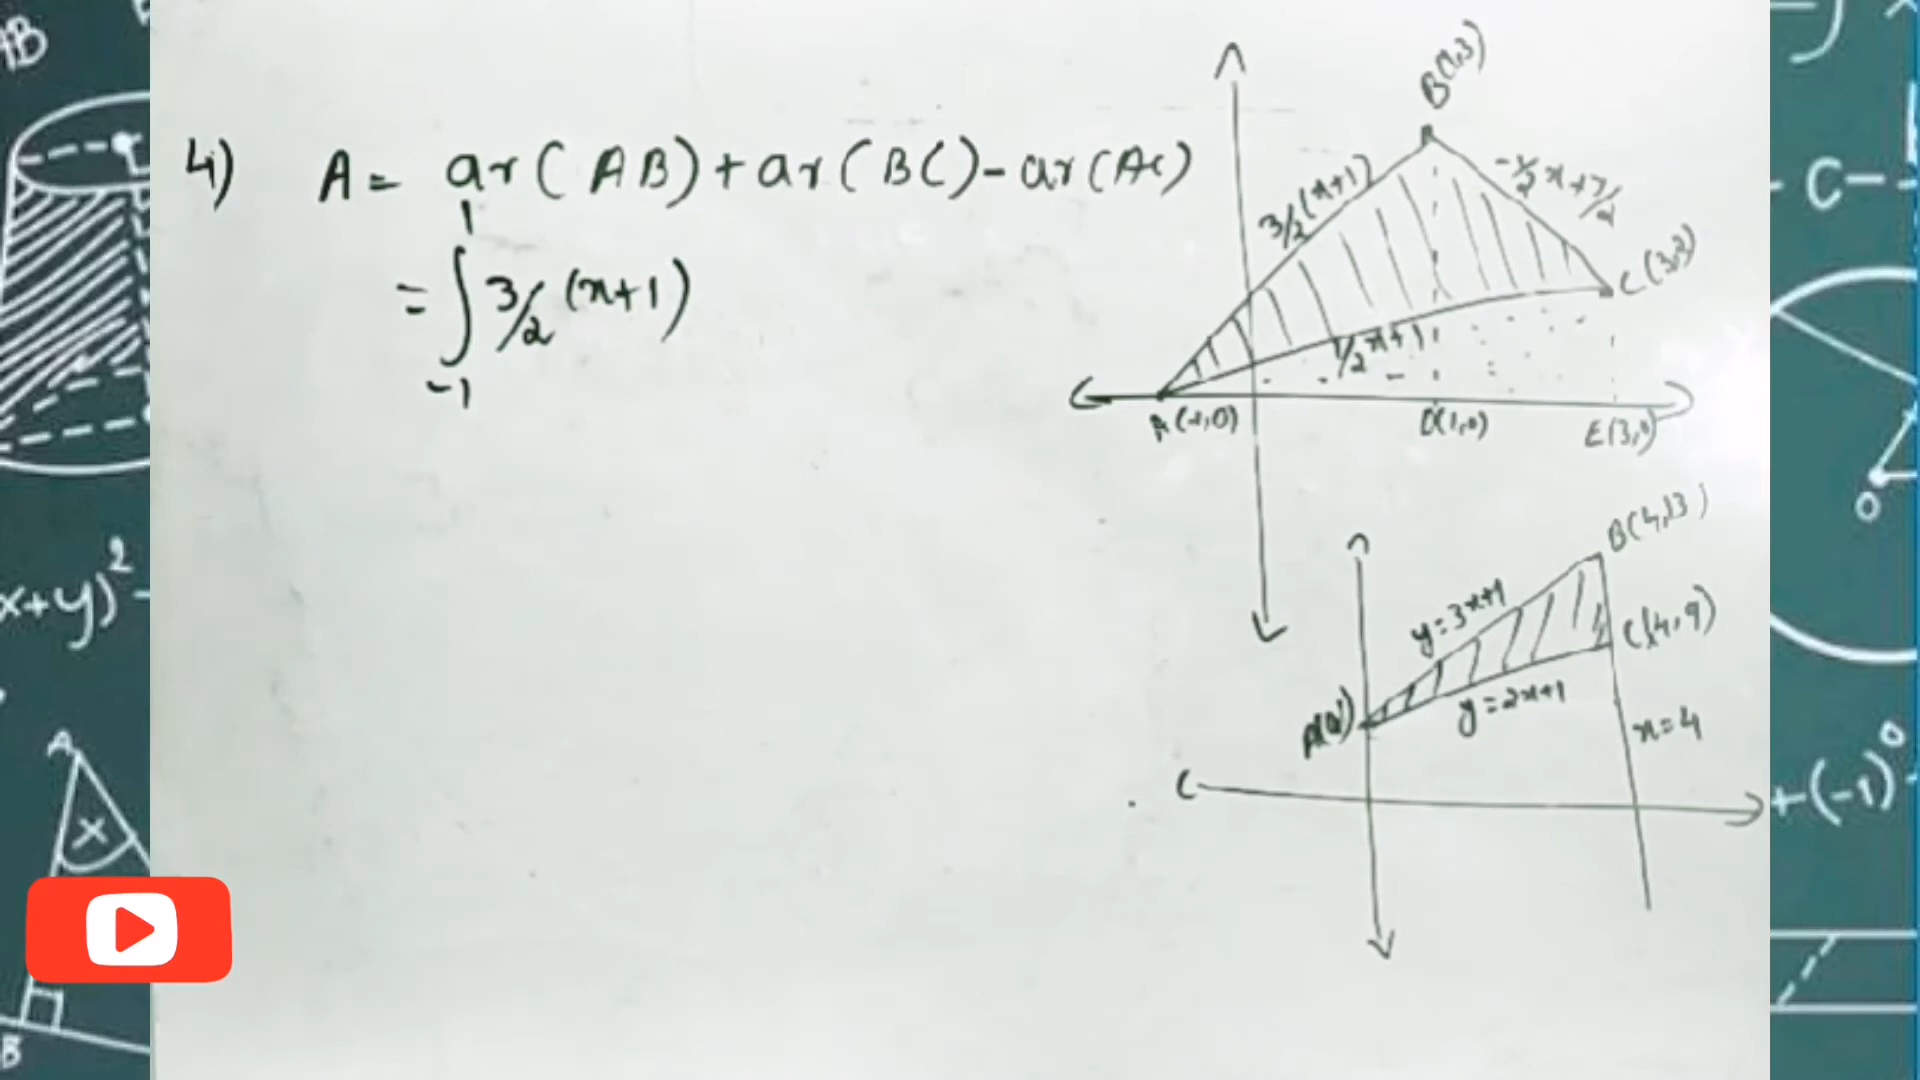 4) A = ar(AB) + ar(BC) - ar(AC)
= ∫₋₁¹ 3/2 (x+1)
B(1,3)
3/2 (x+1)
-1/2 x + 7/2
C(3,2)
1/2 x+1
A(-1,0)
D(1,0)
E(3,0)
B(4,13)
y=3x+1
C(4,9)
y=2x+1
x=4
B
-C-
x+y)²
A
X
B
O
+(-1)⁰